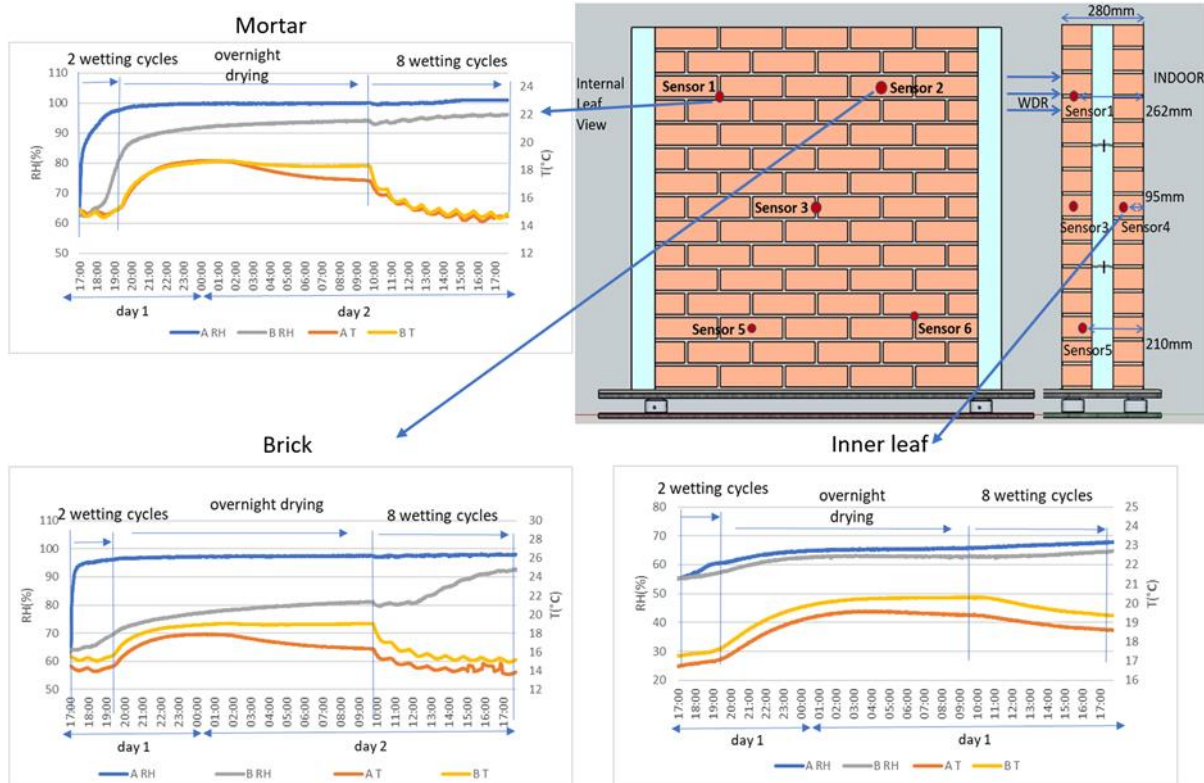 Mortar
2 wetting cycles
overnight
drying
8 wetting cycles
110
100
90
80
70
60
50
RH(%)
24
22
20
18
16
14
12
T(°C)
17:00
18:00
19:00
20:00
21:00
22:00
23:00
00:00
01:00
02:00
03:00
04:00
05:00
06:00
07:00
08:00
09:00
10:00
11:00
12:00
13:00
14:00
15:00
16:00
17:00
day 1
day 2
A RH
B RH
A T
B T
Internal
Leaf
View
Sensor 1
Sensor 2
Sensor 3
Sensor 5
Sensor 6
280mm
INDOOR
WDR
Sensor1
262mm
95mm
Sensor3
Sensor4
Sensor5
210mm
Brick
2 wetting cycles
overnight drying
8 wetting cycles
110
100
90
80
70
60
50
RH(%)
30
28
26
24
22
20
18
16
14
12
T(°C)
17:00
18:00
19:00
20:00
21:00
22:00
23:00
00:00
01:00
02:00
03:00
04:00
05:00
06:00
07:00
08:00
09:00
10:00
11:00
12:00
13:00
14:00
15:00
16:00
17:00
day 1
day 2
A RH
B RH
A T
B T
Inner leaf
2 wetting cycles
overnight
drying
8 wetting cycles
80
70
60
50
40
30
20
RH(%)
25
24
23
22
21
20
19
18
17
16
T(°C)
17:00
18:00
19:00
20:00
21:00
22:00
23:00
00:00
01:00
02:00
03:00
04:00
05:00
06:00
07:00
08:00
09:00
10:00
11:00
12:00
13:00
14:00
15:00
16:00
17:00
day 1
day 1
A RH
B RH
A T
B T